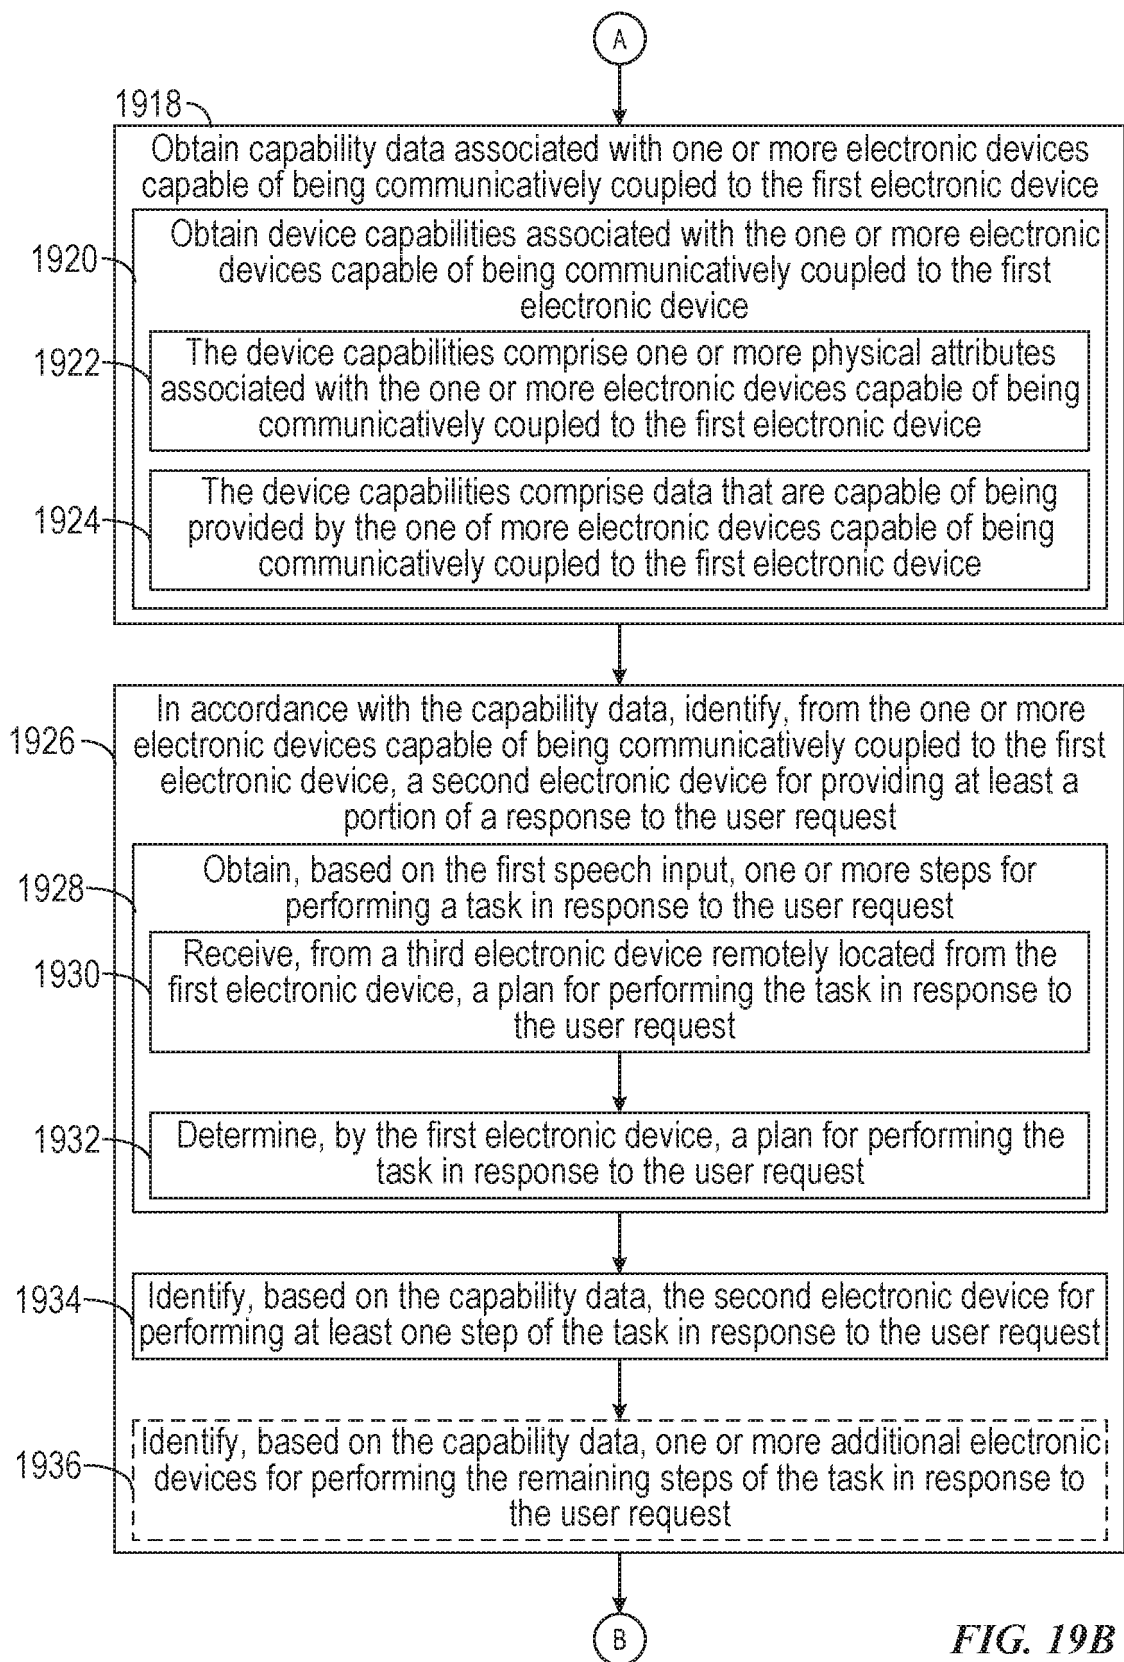 A
1918
Obtain capability data associated with one or more electronic devices
capable of being communicatively coupled to the first electronic device
1920
Obtain device capabilities associated with the one or more electronic
devices capable of being communicatively coupled to the first
electronic device
1922
The device capabilities comprise one or more physical attributes
associated with the one or more electronic devices capable of being
communicatively coupled to the first electronic device
1924
The device capabilities comprise data that are capable of being
provided by the one of more electronic devices capable of being
communicatively coupled to the first electronic device
1926
In accordance with the capability data, identify, from the one or more
electronic devices capable of being communicatively coupled to the first
electronic device, a second electronic device for providing at least a
portion of a response to the user request
1928
Obtain, based on the first speech input, one or more steps for
performing a task in response to the user request
1930
Receive, from a third electronic device remotely located from the
first electronic device, a plan for performing the task in response to
the user request
1932
Determine, by the first electronic device, a plan for performing the
task in response to the user request
1934
Identify, based on the capability data, the second electronic device for
performing at least one step of the task in response to the user request
1936
Identify, based on the capability data, one or more additional electronic
devices for performing the remaining steps of the task in response to
the user request
B
FIG. 19B